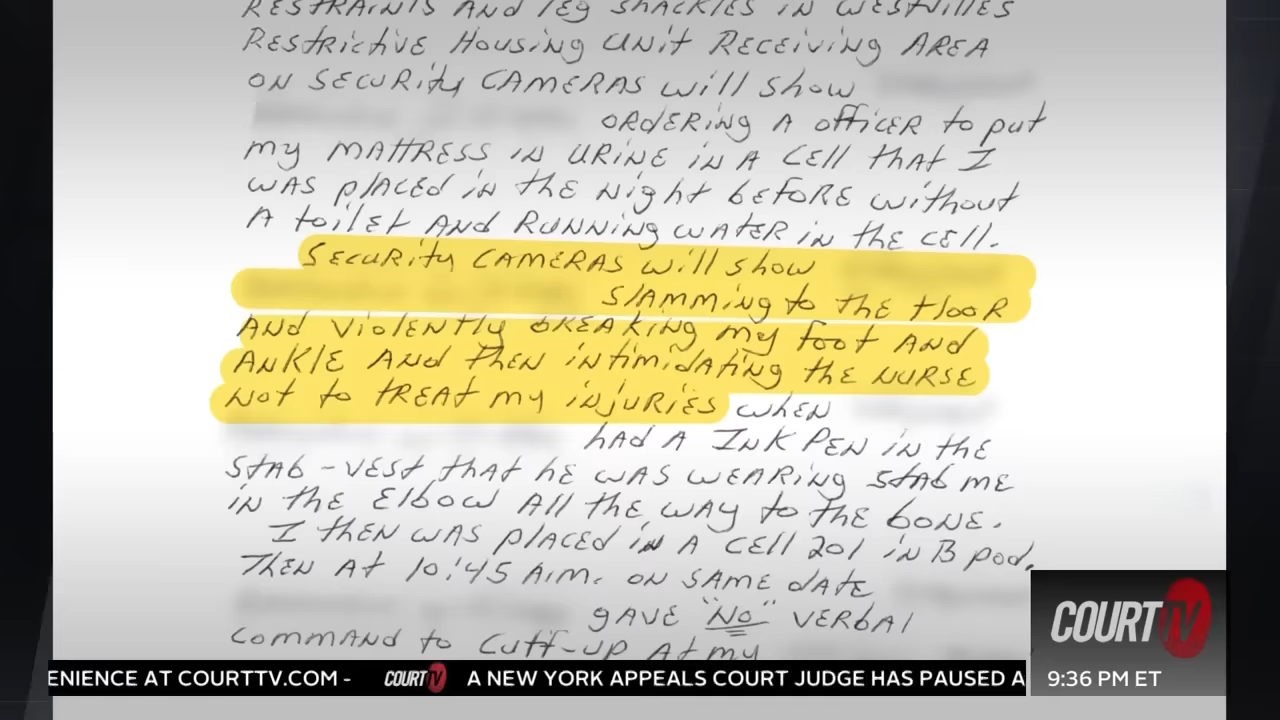 RESTRAINTS AND leg SHACKLES IN WESTVILLES
RESTRICTIVE HOUSING UNIT RECEIVING AREA
ON SECURITY CAMERAS will show
ORDERING A OFFICER to put
my MATTRESS IN URINE IN A CELL that I
was placed in the night before without
A toilet AND RUNNING WATER IN the CELL.
SECURITY CAMERAS will show
SLAMMING to the floor
AND violently BREAKING my foot AND
ANKLE AND then intimidating the NURSE
NOT to TREAT my injuries when
had A INK PEN in the
STAB-VEST that he was wearing stab me
in the Elbow All the way to the bone.
I then was placed in A cell 201 in B pod.
Then At 10:45 A.m. on same date
gave "No" verbal
command to cuff-up At my
ENIENCE AT COURTTV.COM - COURT TV A NEW YORK APPEALS COURT JUDGE HAS PAUSED A
COURT TV
9:36 PM ET